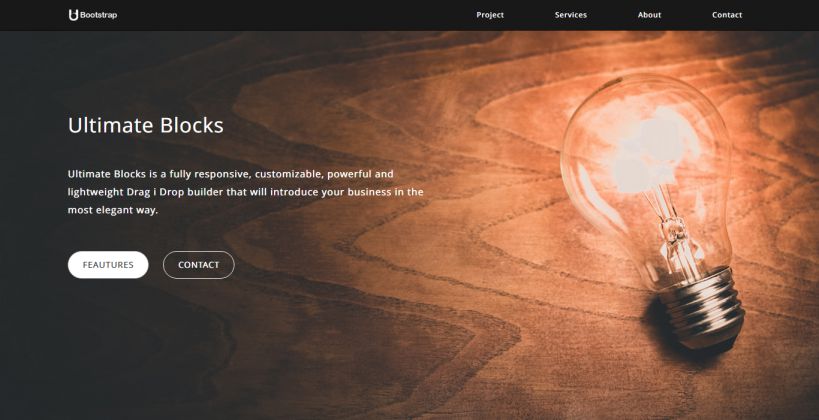 Bootstrap
Project Services About Contact
Ultimate Blocks
Ultimate Blocks is a fully responsive, customizable, powerful and
lightweight Drag i Drop builder that will introduce your business in the
most elegant way.
FEAUTURES CONTACT